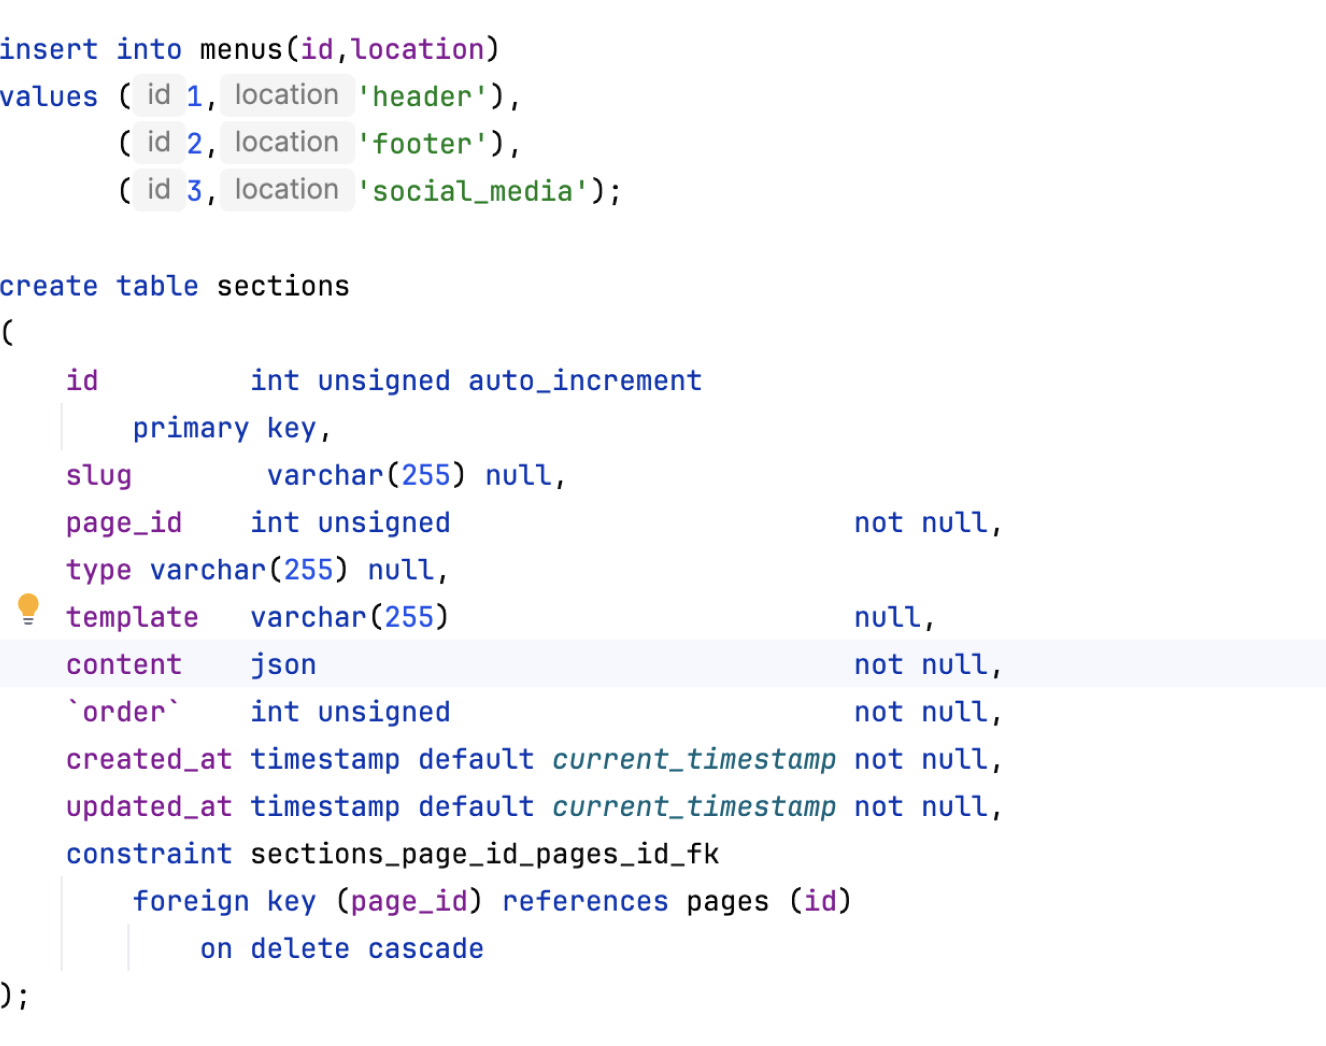 insert into menus(id,location)
values ( id 1, location 'header'),
( id 2, location 'footer'),
( id 3, location 'social_media');
create table sections
(
id int unsigned auto_increment
primary key,
slug varchar(255) null,
page_id int unsigned not null,
type varchar(255) null,
template varchar(255) null,
content json not null,
`order` int unsigned not null,
created_at timestamp default current_timestamp not null,
updated_at timestamp default current_timestamp not null,
constraint sections_page_id_pages_id_fk
foreign key (page_id) references pages (id)
on delete cascade
);